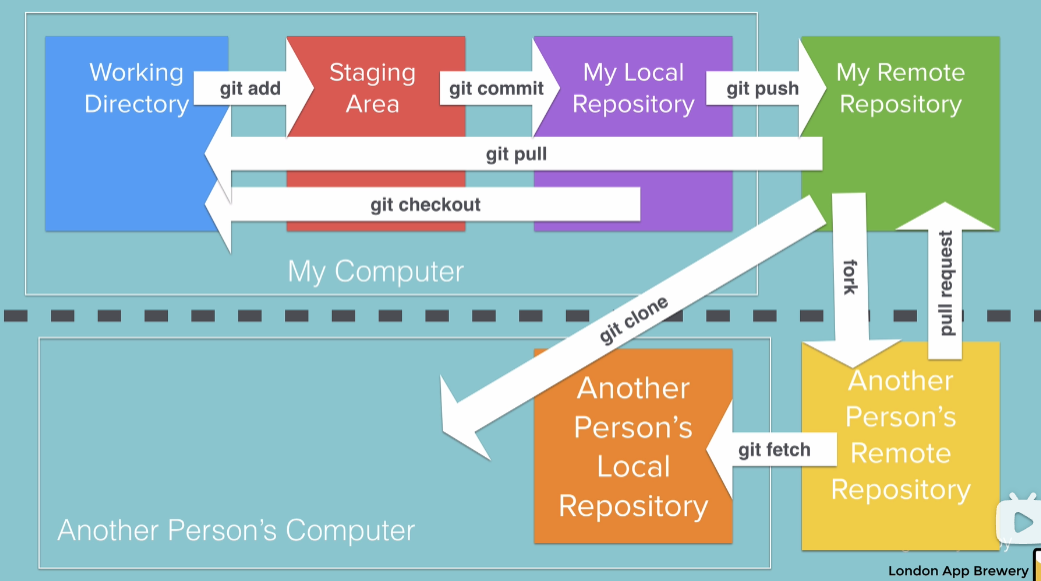 Working
Directory
git add
Staging
Area
git commit
My Local
Repository
git push
My Remote
Repository
git pull
git checkout
My Computer
git clone
fork
pull request
Another
Person's
Local
Repository
git fetch
Another
Person's
Remote
Repository
Another Person's Computer
London App Brewery